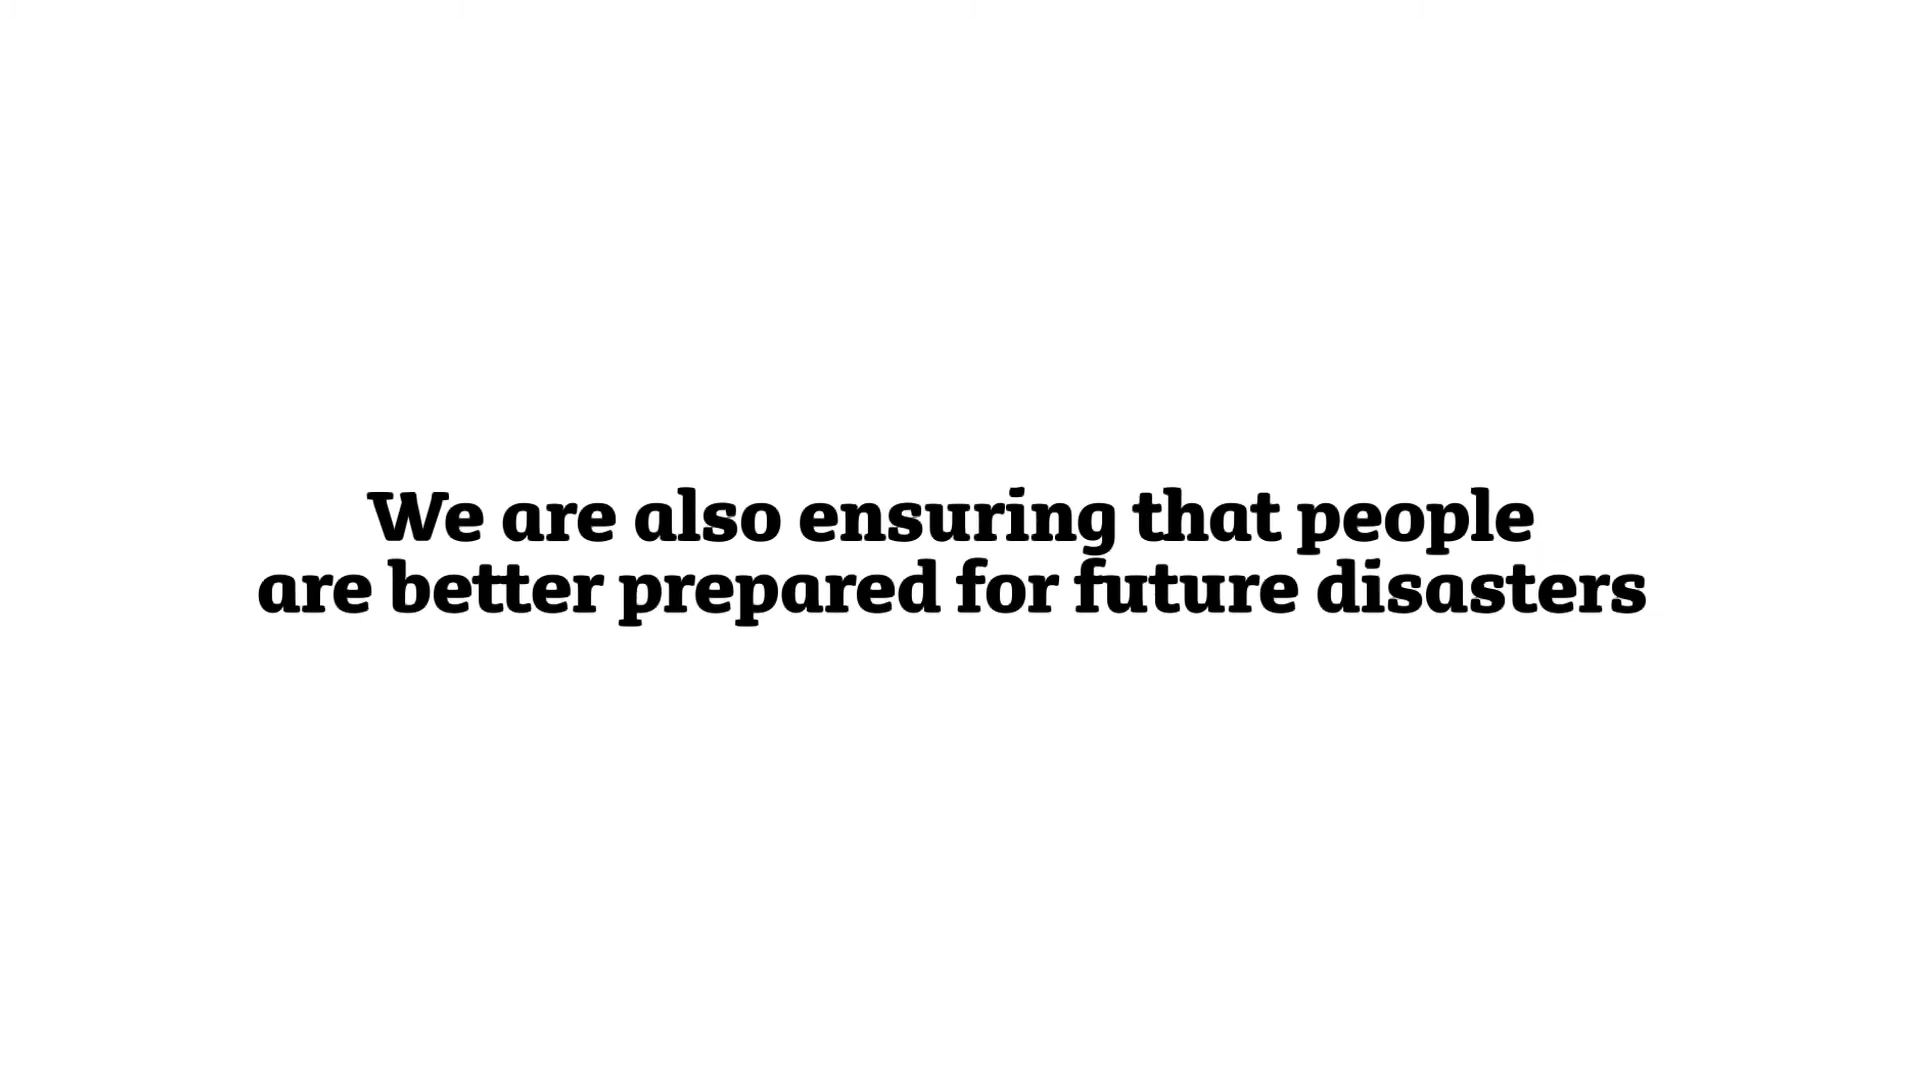 We are also ensuring that people
are better prepared for future disasters